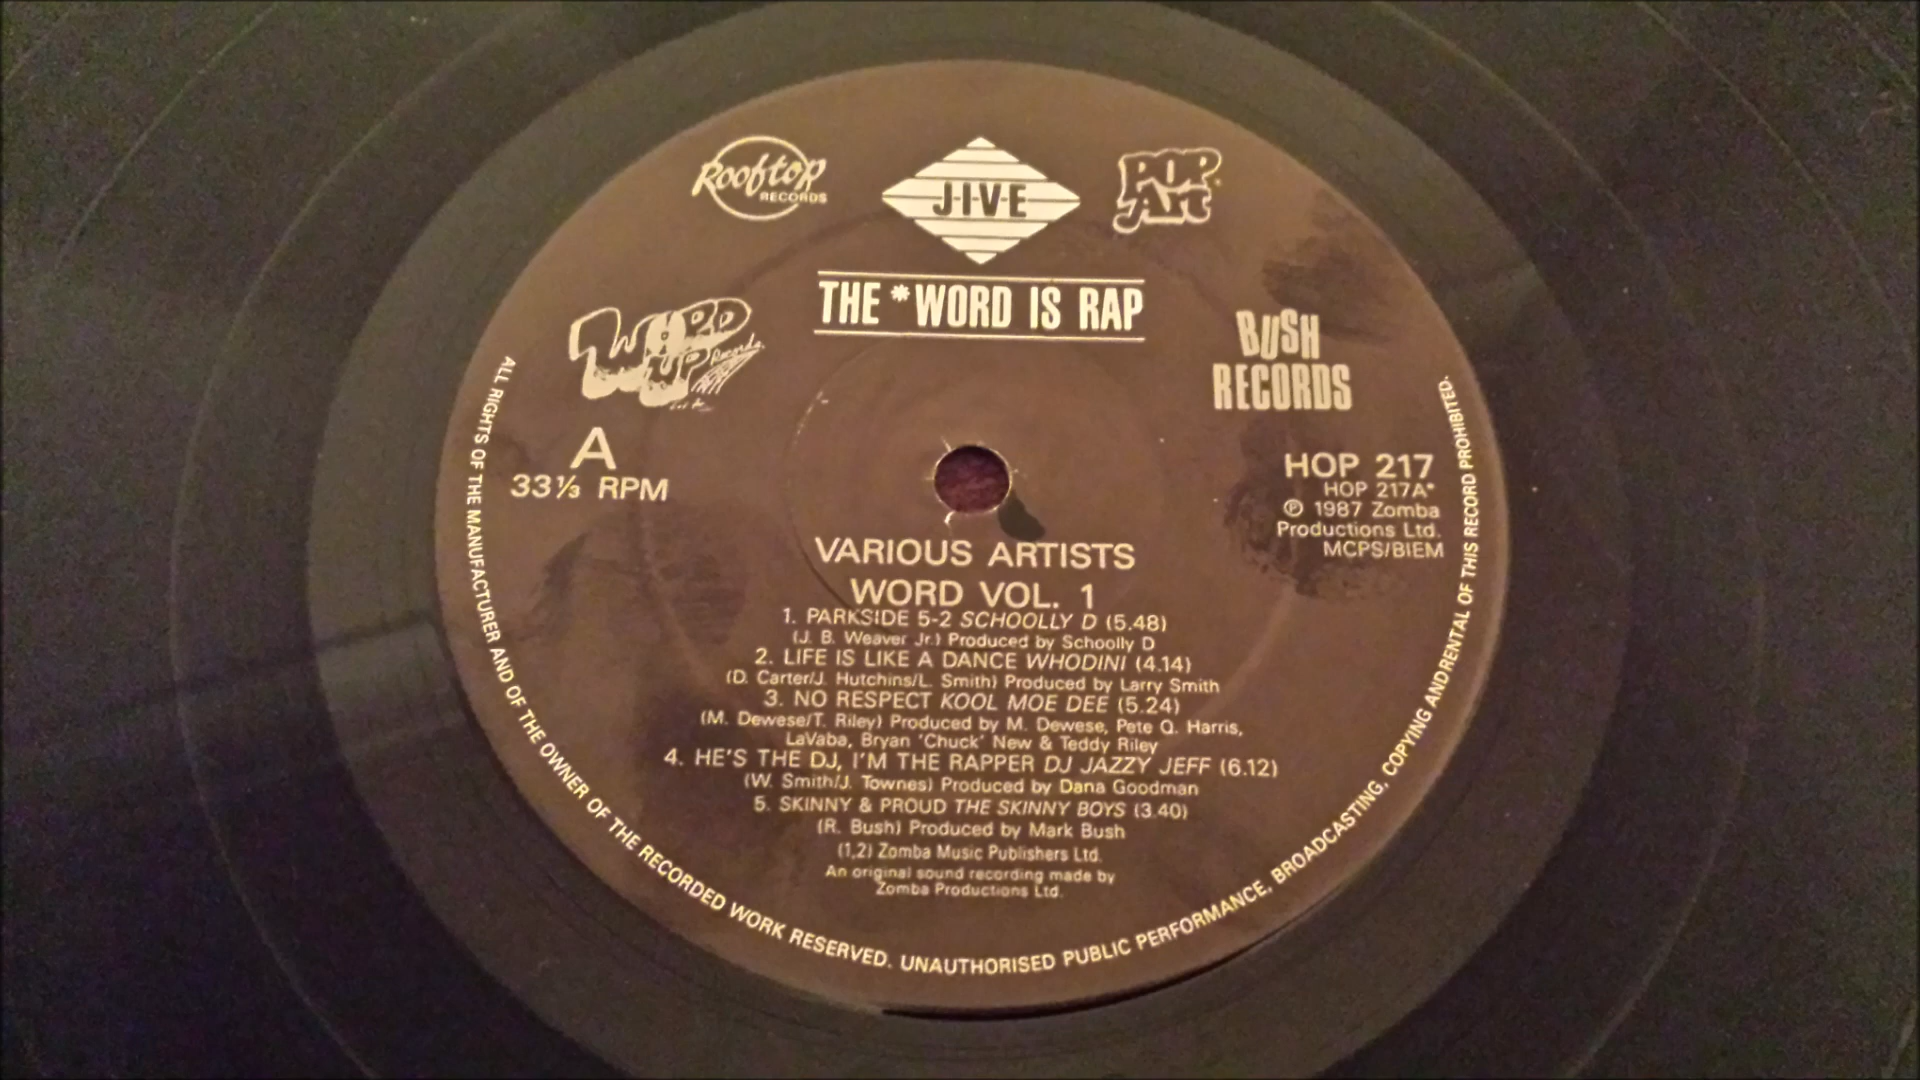 Rooftop
RECORDS
JIVE
POP
Art
THE *WORD IS RAP
WORD
UP
Records.
BUSH
RECORDS
A
33⅓ RPM
HOP 217
HOP 217A*
℗ 1987 Zomba
Productions Ltd.
MCPS/BIEM
VARIOUS ARTISTS
WORD VOL. 1
1. PARKSIDE 5-2 SCHOOLLY D (5.48)
(J. B. Weaver Jr.) Produced by Schoolly D
2. LIFE IS LIKE A DANCE WHODINI (4.14)
(D. Carter/J. Hutchins/L. Smith) Produced by Larry Smith
3. NO RESPECT KOOL MOE DEE (5.24)
(M. Dewese/T. Riley) Produced by M. Dewese, Pete Q. Harris,
LaVaba, Bryan 'Chuck' New & Teddy Riley
4. HE'S THE DJ, I'M THE RAPPER DJ JAZZY JEFF (6.12)
(W. Smith/J. Townes) Produced by Dana Goodman
5. SKINNY & PROUD THE SKINNY BOYS (3.40)
(R. Bush) Produced by Mark Bush
(1,2) Zomba Music Publishers Ltd.
An original sound recording made by
Zomba Productions Ltd.
ALL RIGHTS OF THE MANUFACTURER AND OF THE OWNER OF THE RECORDED WORK RESERVED. UNAUTHORISED PUBLIC PERFORMANCE, BROADCASTING, COPYING AND RENTAL OF THIS RECORD PROHIBITED.